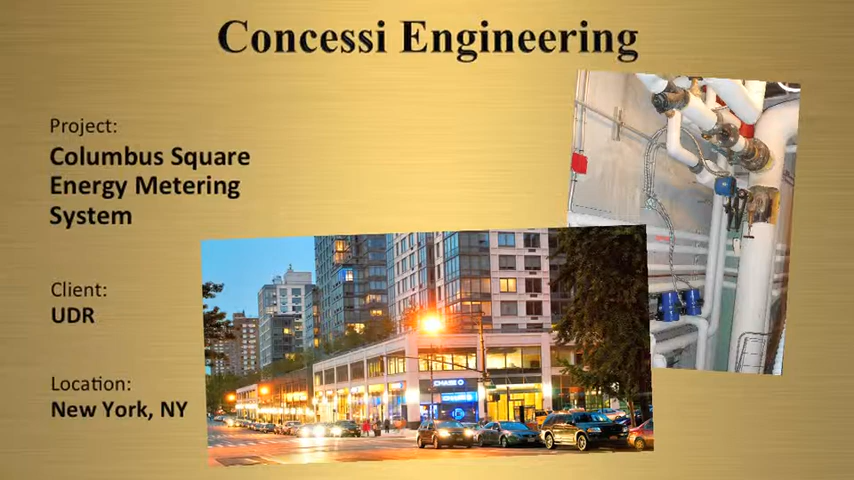 Concessi Engineering
Project:
Columbus Square
Energy Metering
System
Client:
UDR
Location:
New York, NY
CHASE